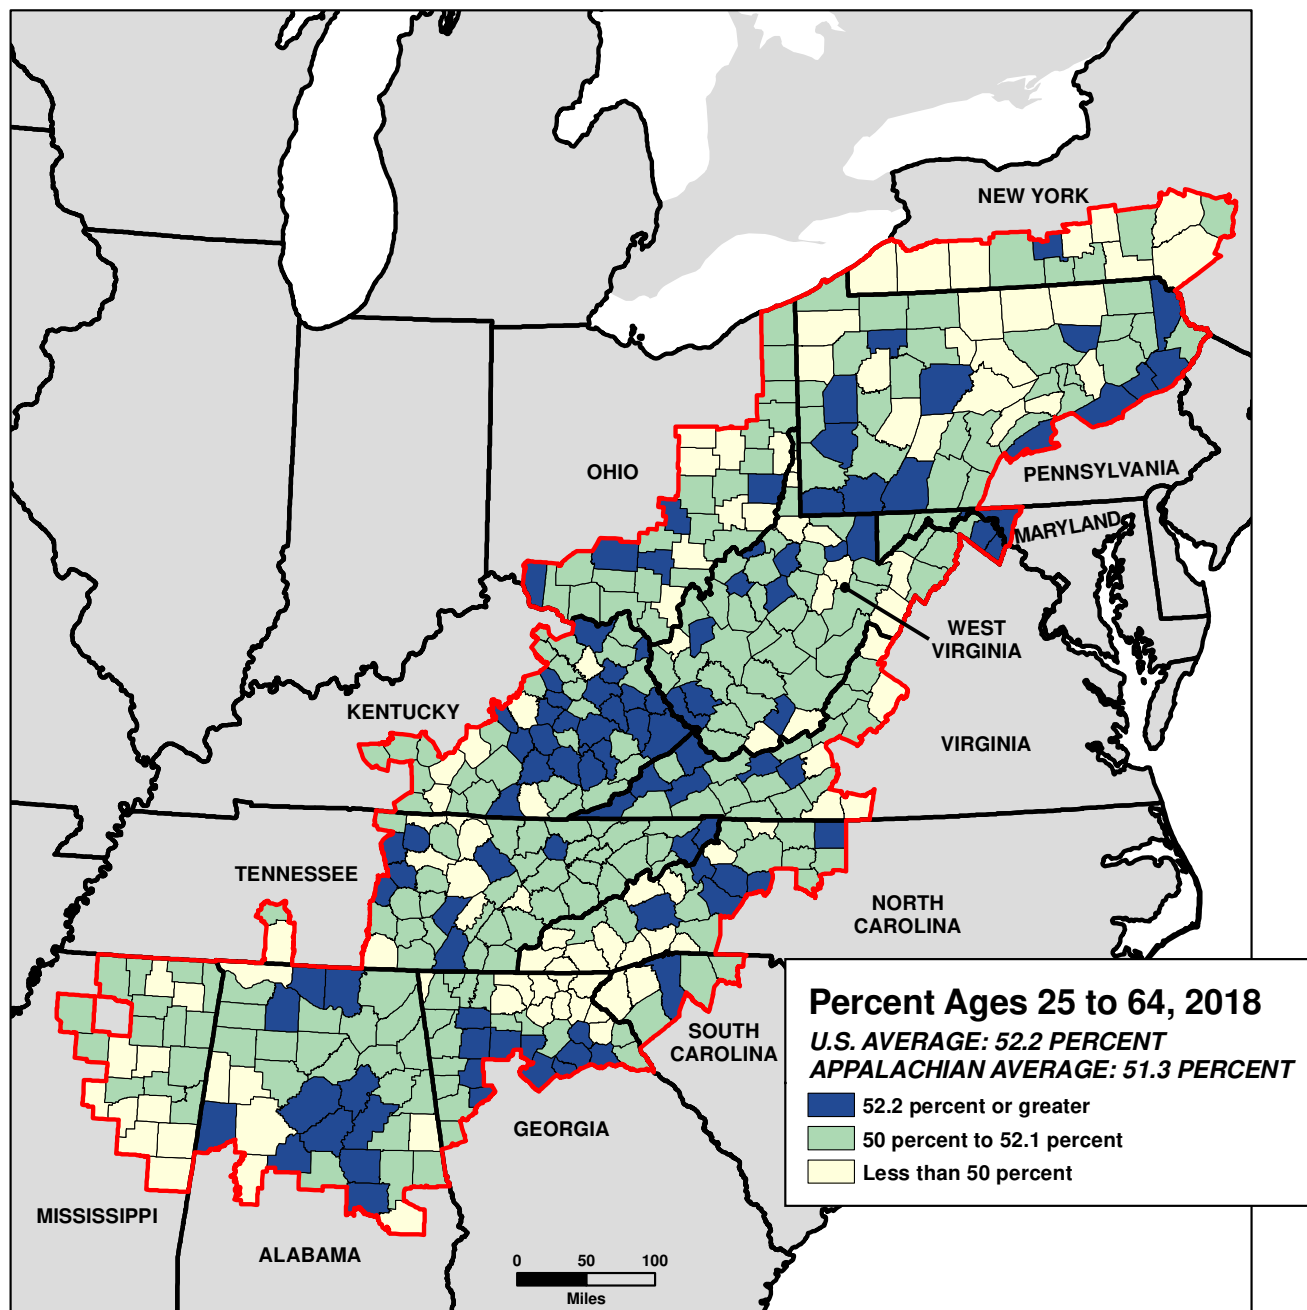 NEW YORK
OHIO
PENNSYLVANIA
MARYLAND
WEST
VIRGINIA
KENTUCKY
VIRGINIA
TENNESSEE
NORTH
CAROLINA
SOUTH
CAROLINA
GEORGIA
MISSISSIPPI
ALABAMA
Percent Ages 25 to 64, 2018
U.S. AVERAGE: 52.2 PERCENT
APPALACHIAN AVERAGE: 51.3 PERCENT
52.2 percent or greater
50 percent to 52.1 percent
Less than 50 percent
0 50 100
Miles